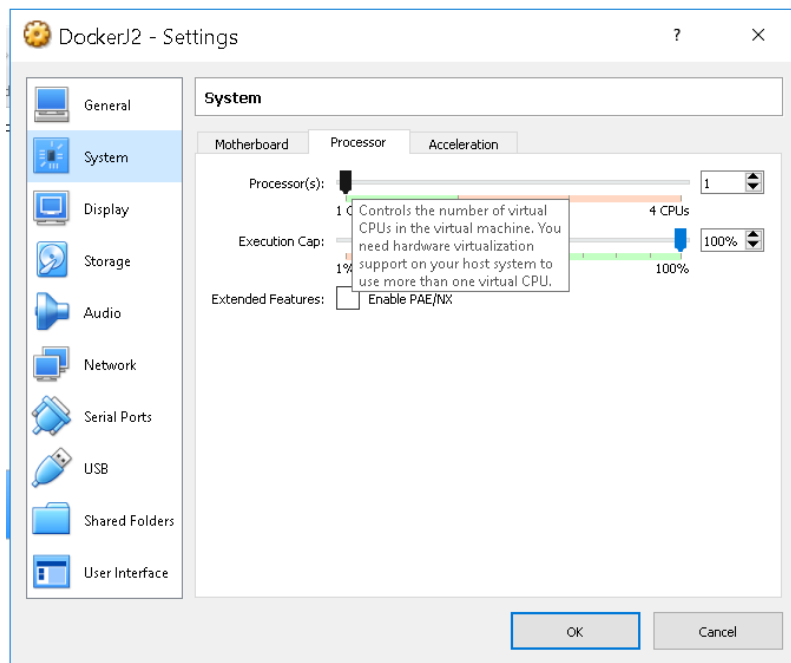 DockerJ2 - Settings
?
General
System
Display
Storage
Audio
Network
Serial Ports
USB
Shared Folders
User Interface
System
Motherboard
Processor
Acceleration
Processor(s):
1
4 CPUs
Controls the number of virtual
CPUs in the virtual machine. You
need hardware virtualization
support on your host system to
use more than one virtual CPU.
Execution Cap:
100%
100%
Extended Features:
Enable PAE/NX
OK
Cancel